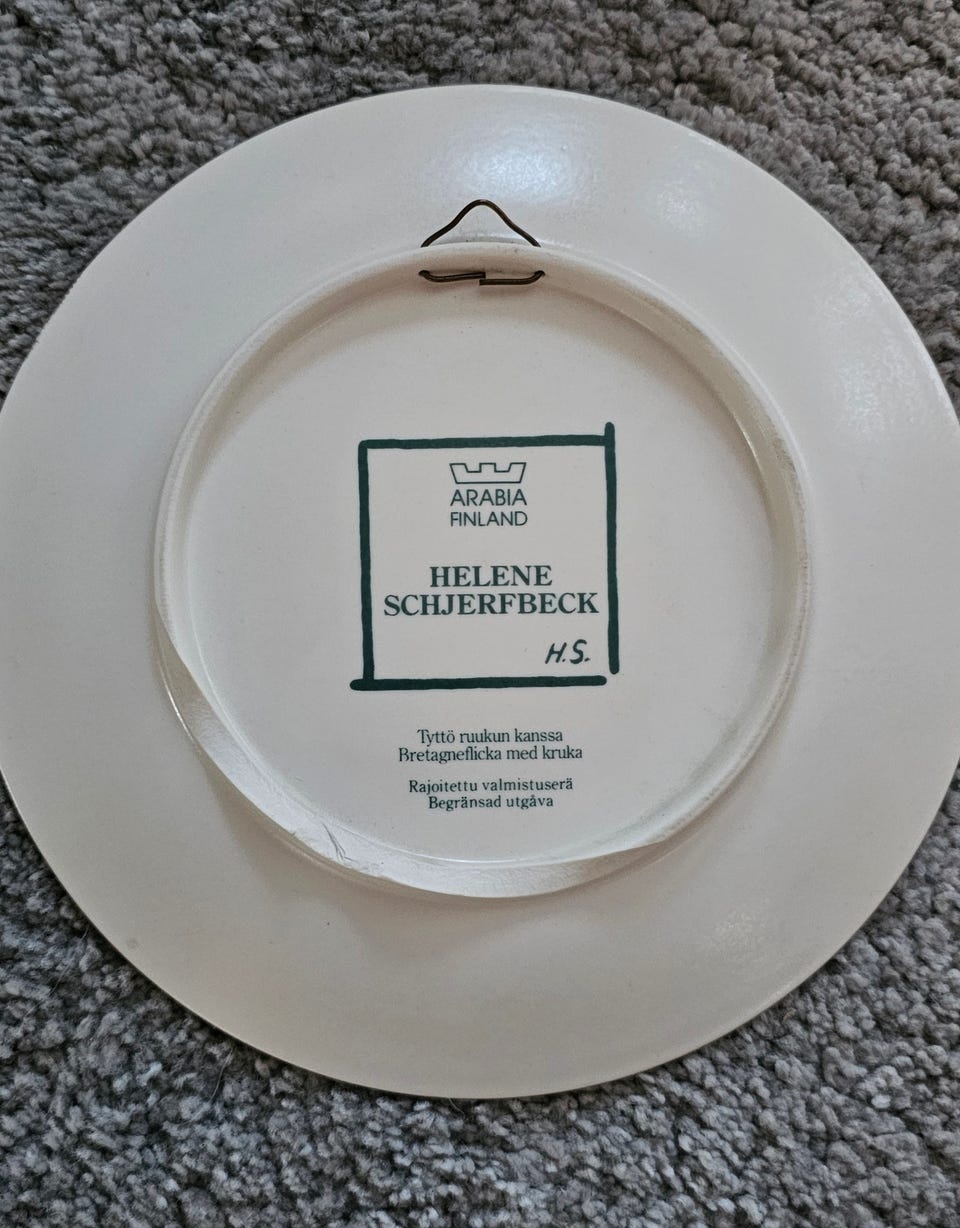 ARABIA
FINLAND
HELENE
SCHJERFBECK
H.S.
Tyttö ruukun kanssa
Bretagneflicka med kruka
Rajoitettu valmistuserä
Begränsad utgåva